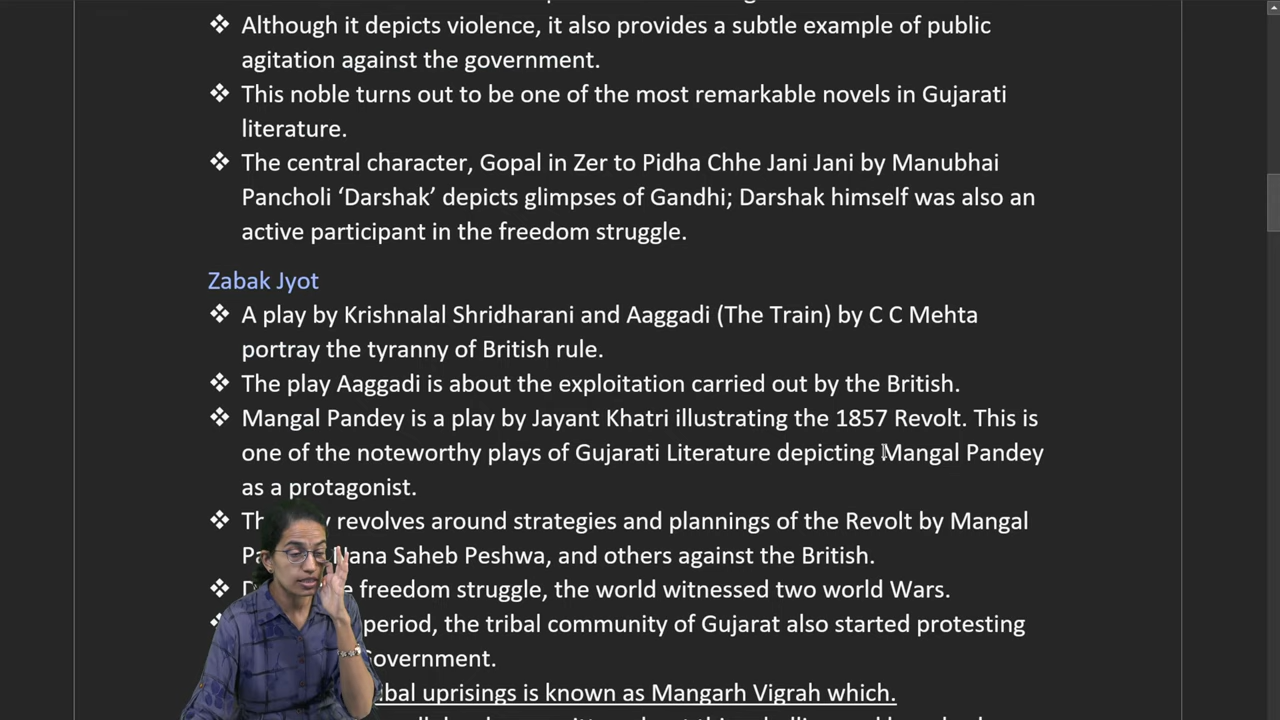 ❖ Although it depicts violence, it also provides a subtle example of public
agitation against the government.
❖ This noble turns out to be one of the most remarkable novels in Gujarati
literature.
❖ The central character, Gopal in Zer to Pidha Chhe Jani Jani by Manubhai
Pancholi ‘Darshak’ depicts glimpses of Gandhi; Darshak himself was also an
active participant in the freedom struggle.
Zabak Jyot
❖ A play by Krishnalal Shridharani and Aaggadi (The Train) by C C Mehta
portray the tyranny of British rule.
❖ The play Aaggadi is about the exploitation carried out by the British.
❖ Mangal Pandey is a play by Jayant Khatri illustrating the 1857 Revolt. This is
one of the noteworthy plays of Gujarati Literature depicting Mangal Pandey
as a protagonist.
❖ revolves around strategies and plannings of the Revolt by Mangal
Nana Saheb Peshwa, and others against the British.
❖ freedom struggle, the world witnessed two world Wars.
period, the tribal community of Gujarat also started protesting
Government.
uprisings is known as Mangarh Vigrah which.